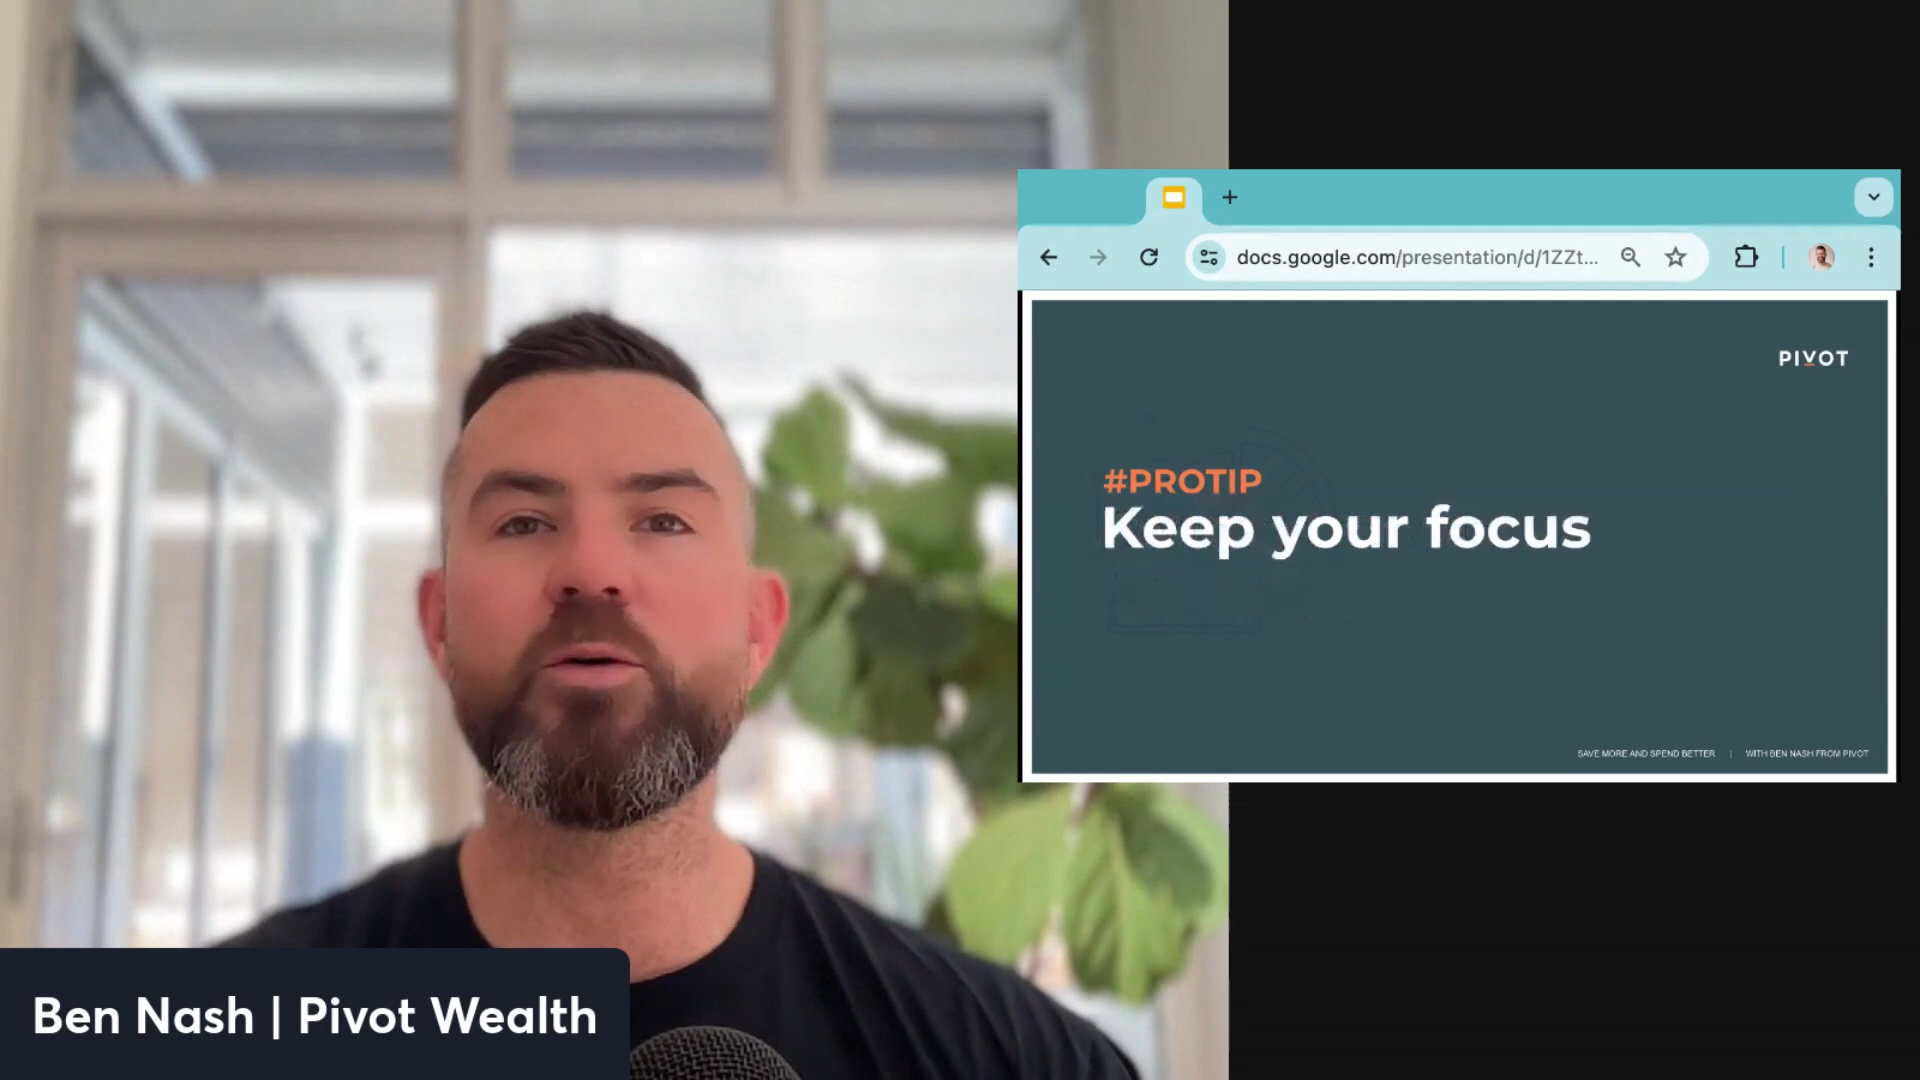 docs.google.com/presentation/d/1ZZt...
PIVOT
#PROTIP
Keep your focus
SAVE MORE AND SPEND BETTER | WITH BEN NASH FROM PIVOT
Ben Nash | Pivot Wealth